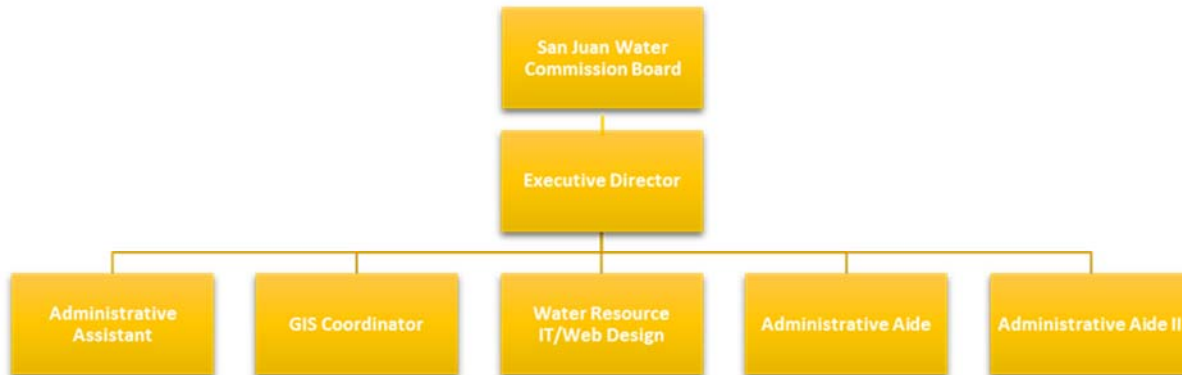 San Juan Water
Commission Board
Executive Director
Administrative
Assistant
GIS Coordinator
Water Resource
IT/Web Design
Administrative Aide
Administrative Aide II